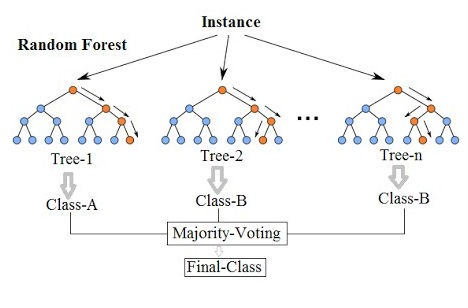 Instance
Random Forest
...
Tree-1
Tree-2
Tree-n
Class-A
Class-B
Class-B
Majority-Voting
Final-Class